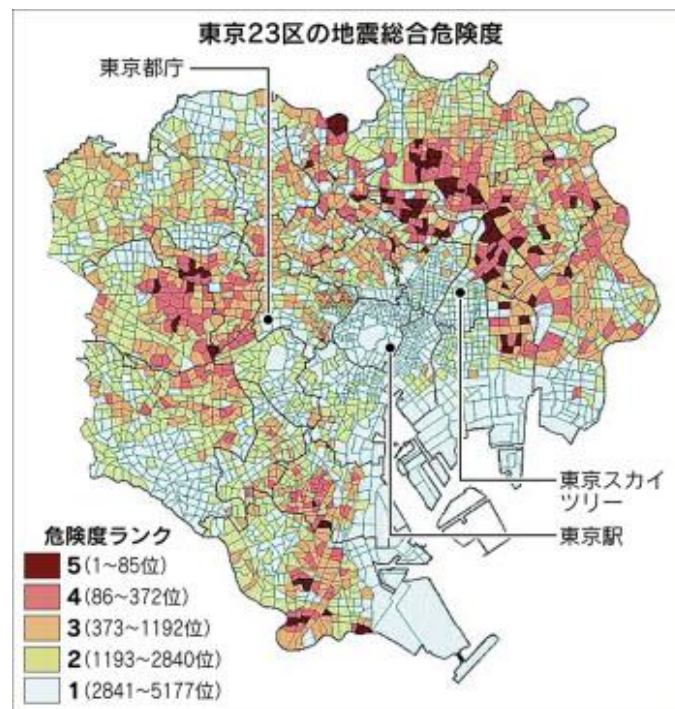 東京23区の地震総合危険度
東京都庁
東京スカイ
ツリー
東京駅
危険度ランク
5(1~85位)
4(86~372位)
3(373~1192位)
2(1193~2840位)
1(2841~5177位)